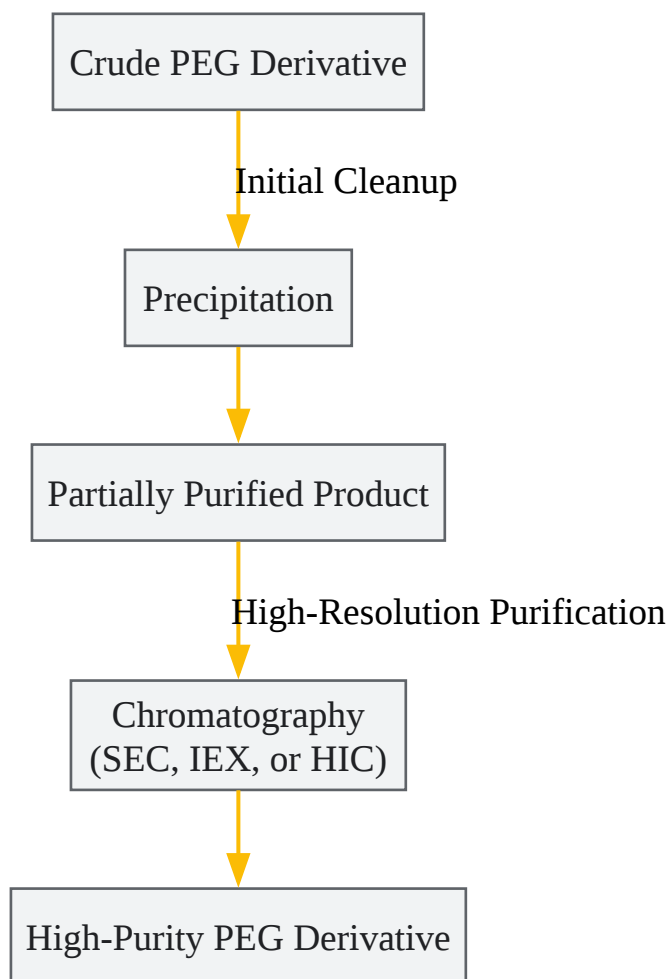 Crude PEG Derivative
Initial Cleanup
Precipitation
Partially Purified Product
High-Resolution Purification
Chromatography
(SEC, IEX, or HIC)
High-Purity PEG Derivative